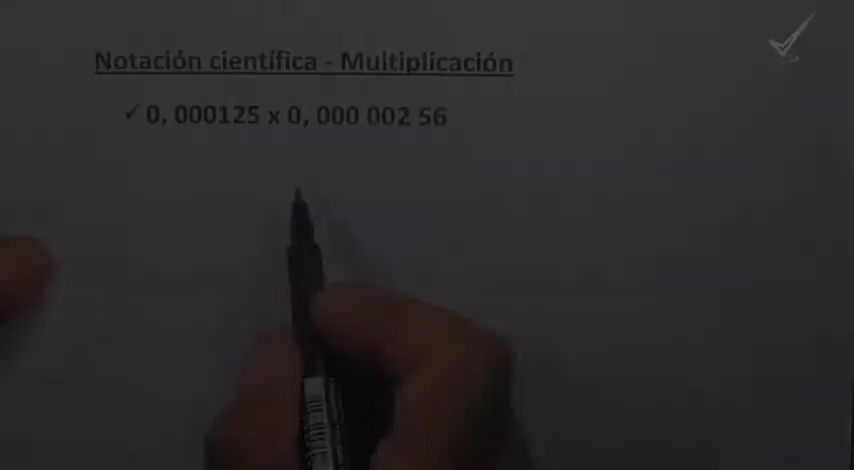 Notación científica - Multiplicación
✓ 0, 000125 x 0, 000 002 56